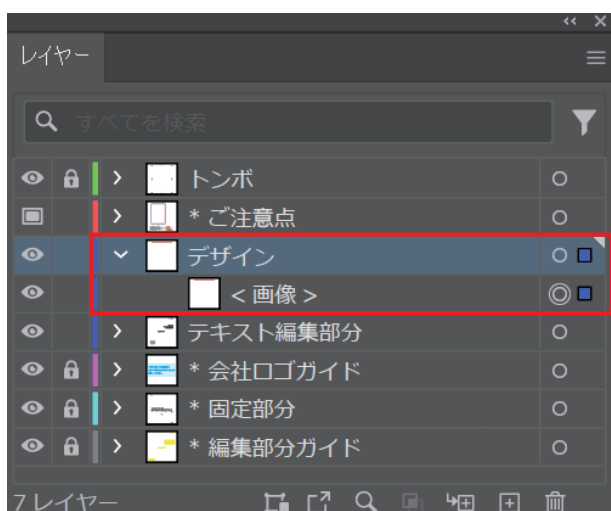 レイヤー
すべてを検索
トンボ
* ご注意点
デザイン
< 画像 >
テキスト編集部分
* 会社ロゴガイド
* 固定部分
* 編集部分ガイド
7 レイヤー